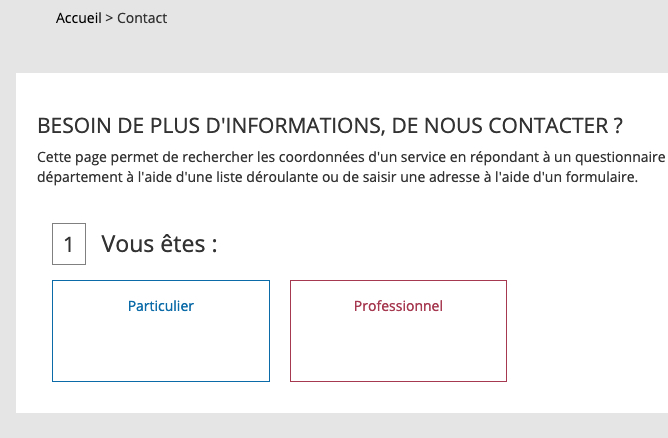 Accueil > Contact
BESOIN DE PLUS D'INFORMATIONS, DE NOUS CONTACTER ?
Cette page permet de rechercher les coordonnées d'un service en répondant à un questionnaire
département à l'aide d'une liste déroulante ou de saisir une adresse à l'aide d'un formulaire.
1 Vous êtes :
Particulier Professionnel